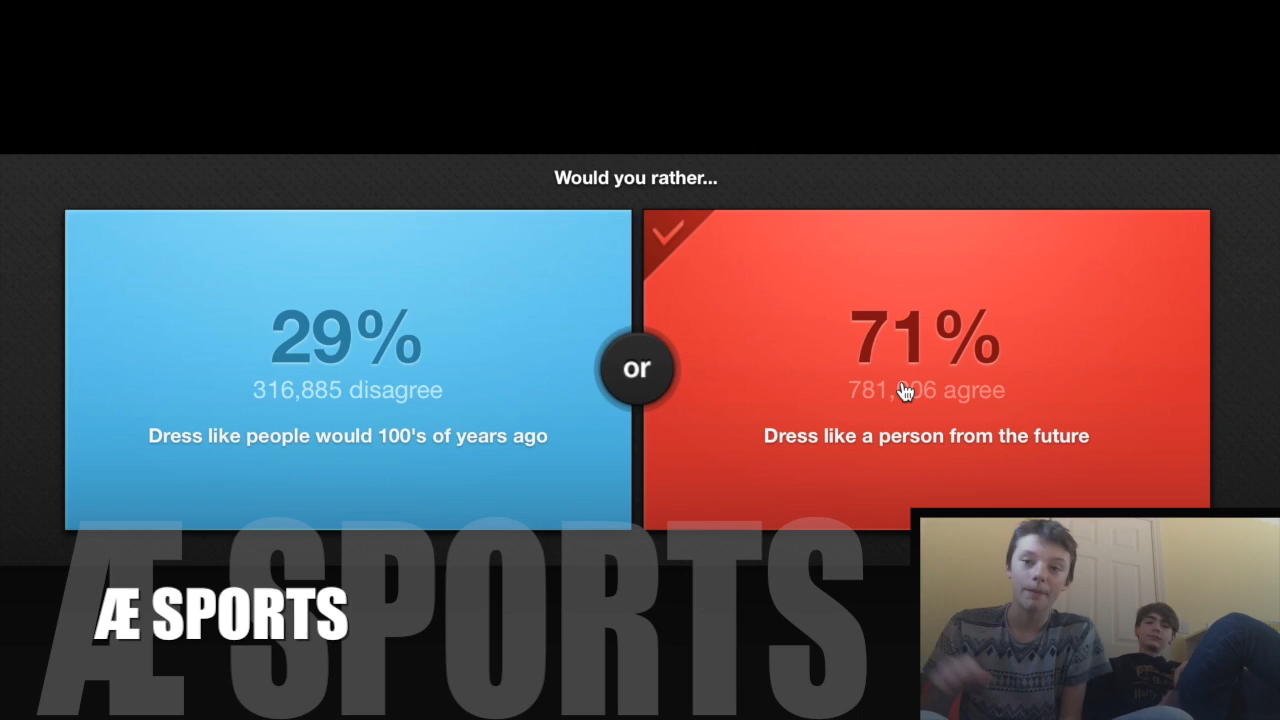 Would you rather...
29%
316,885 disagree
Dress like people would 100's of years ago
or
71%
agree
Dress like a person from the future
Æ SPORTS
Æ SPORTS